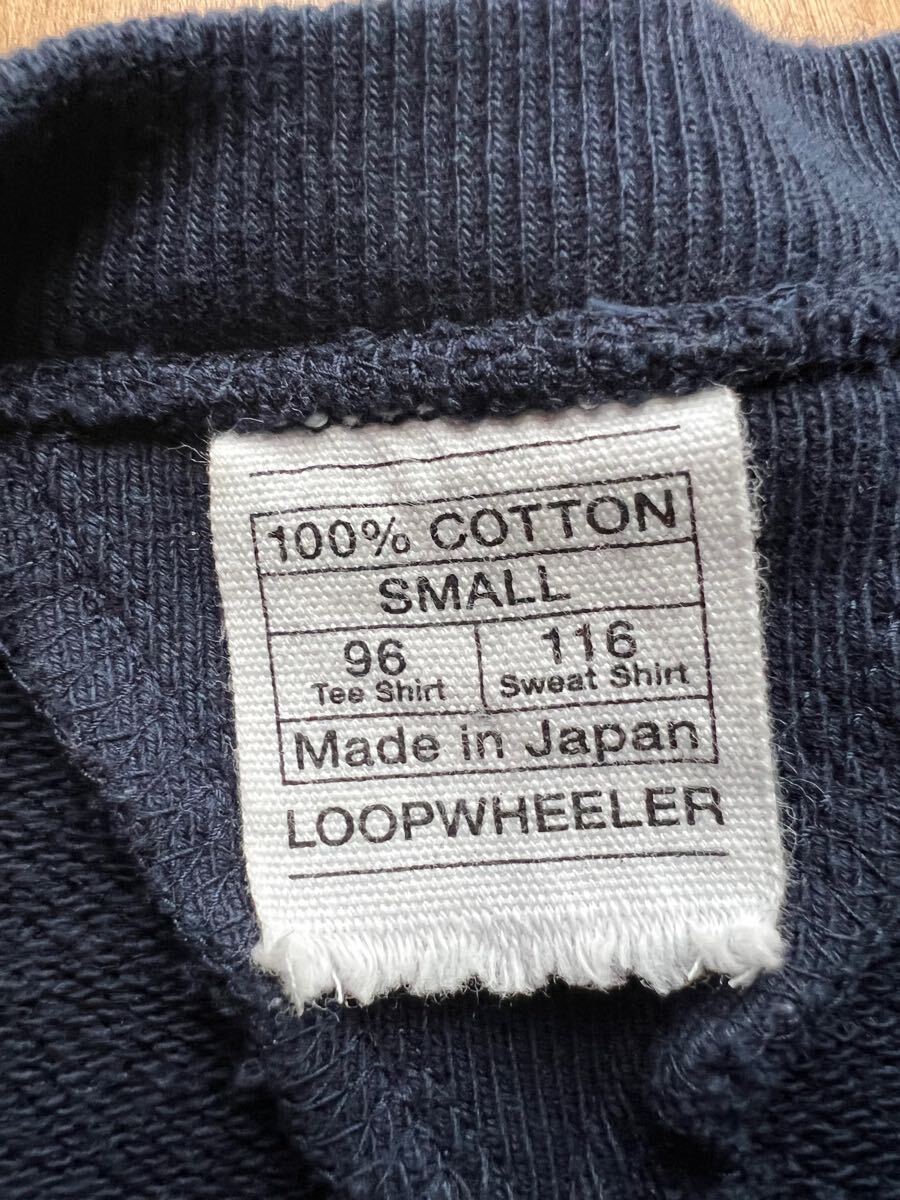 100% COTTON
SMALL
96 116
Tee Shirt Sweat Shirt
Made in Japan
LOOPWHEELER